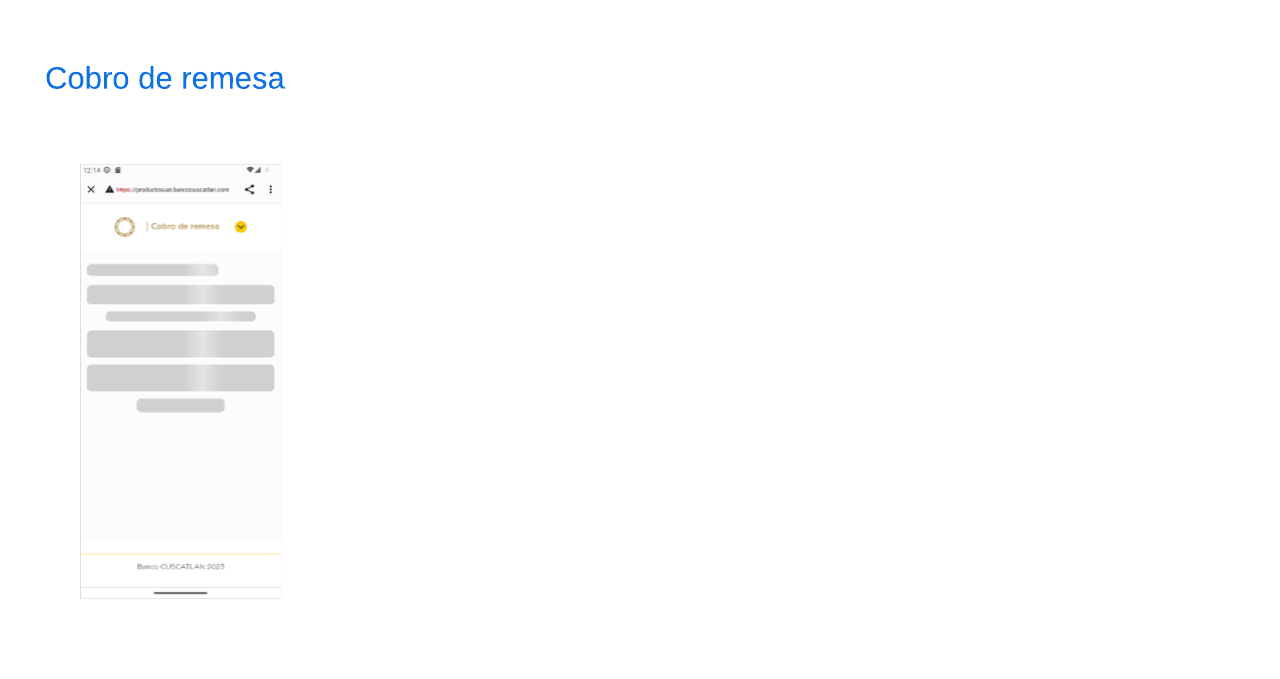 Cobro de remesa
12:14
https://productosuat.bancocuscatlan.com
| Cobro de remesa
Banco CUSCATLAN 2023